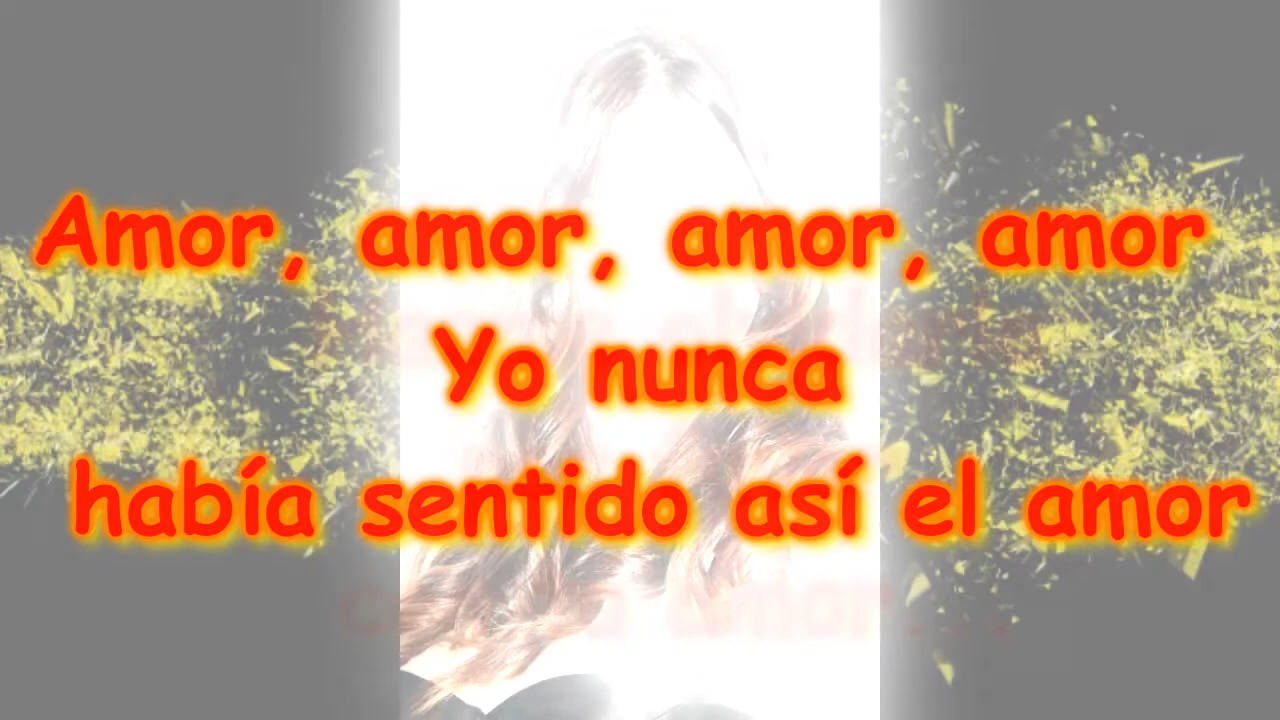 Amor, amor, amor, amor
Yo nunca
había sentido así el amor